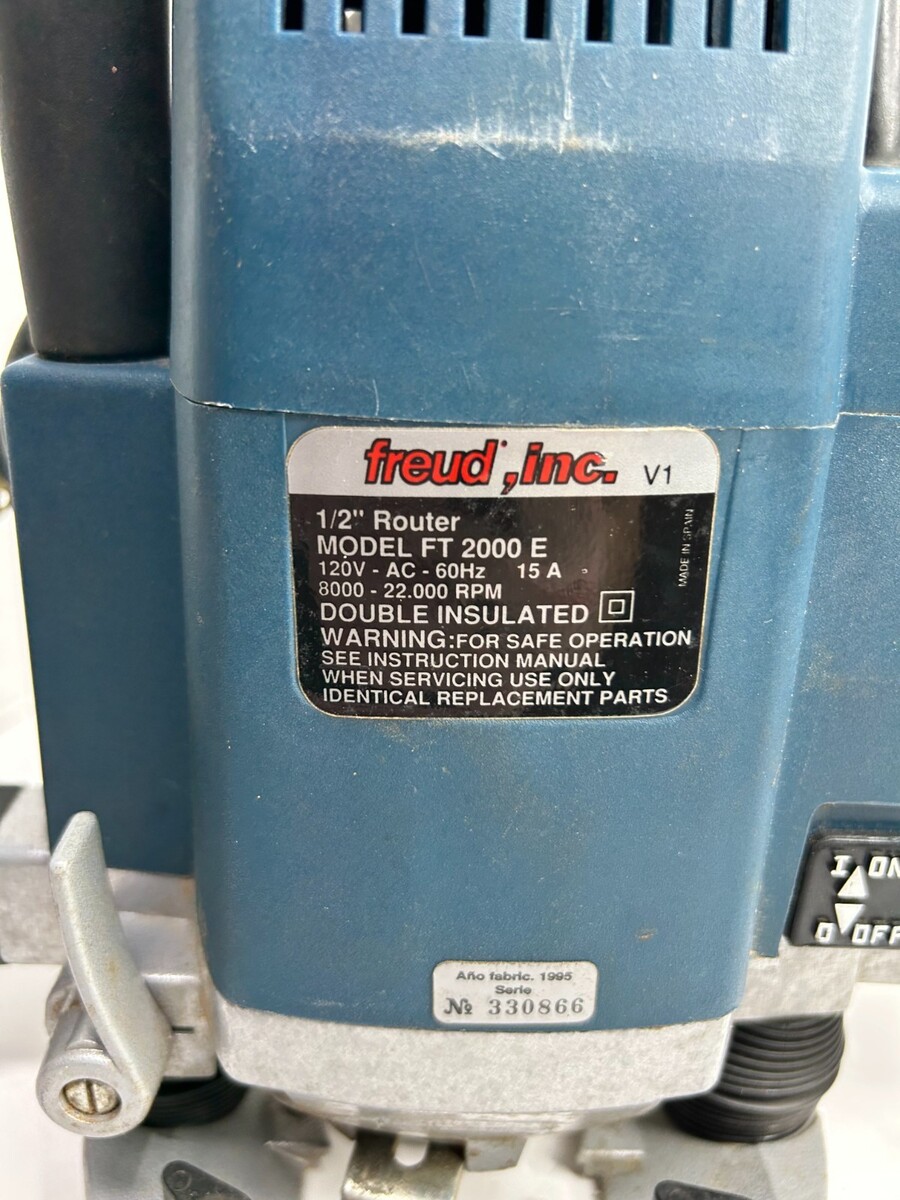 freud, inc. V1
1/2" Router
MODEL FT 2000 E
120V - AC - 60Hz 15 A
8000 - 22.000 RPM
DOUBLE INSULATED
WARNING: FOR SAFE OPERATION
SEE INSTRUCTION MANUAL
WHEN SERVICING USE ONLY
IDENTICAL REPLACEMENT PARTS
MADE IN SPAIN
I ON
O OFF
Año fabric. 1995
Serie
№ 330866